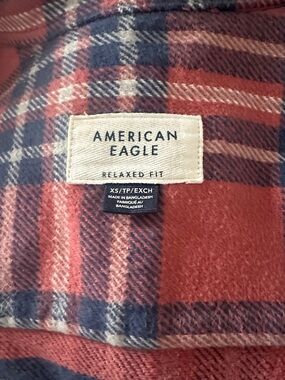 AMERICAN
EAGLE
RELAXED FIT
XS/TP/EXCH
MADE IN BANGLADESH
FABRIQUÉ AU
BANGLADESH